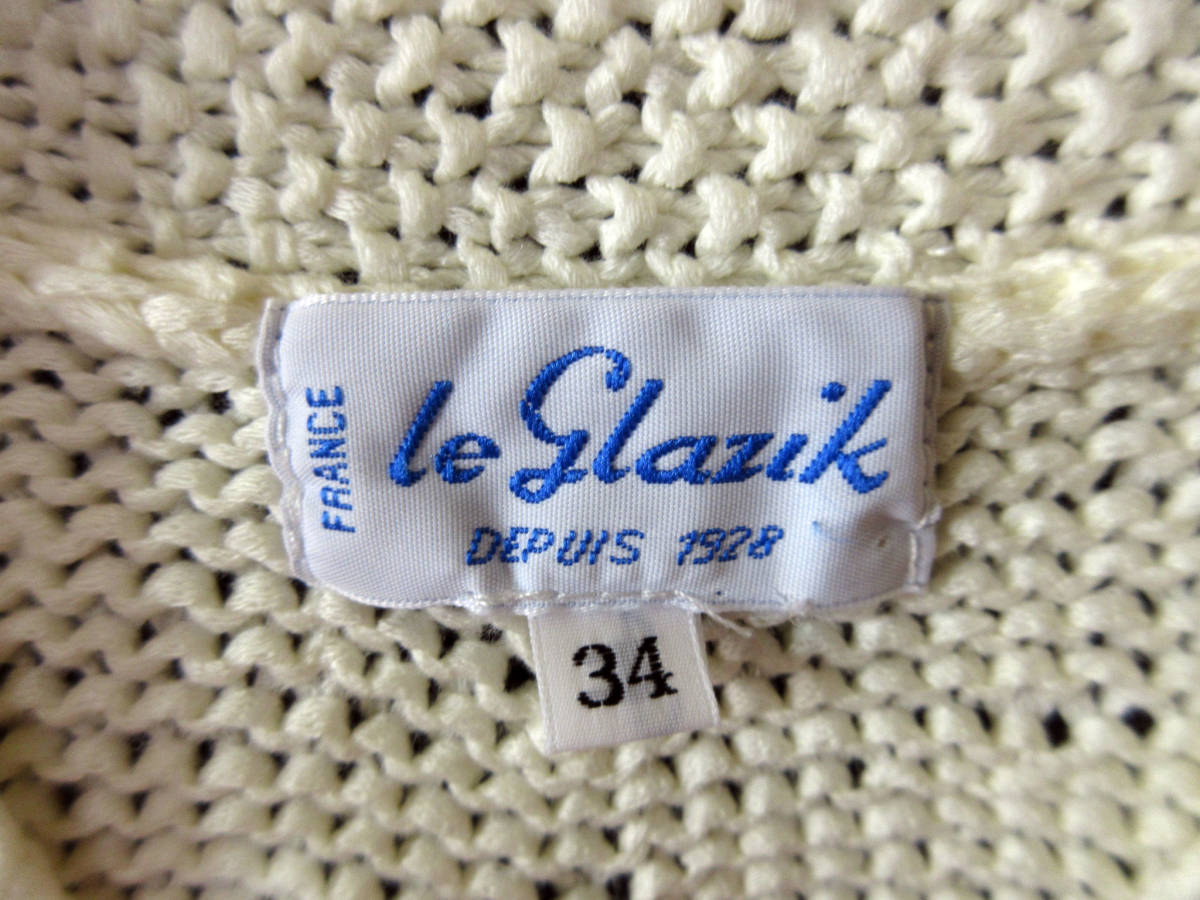 FRANCE
le Glazik
DEPUIS 1928
34